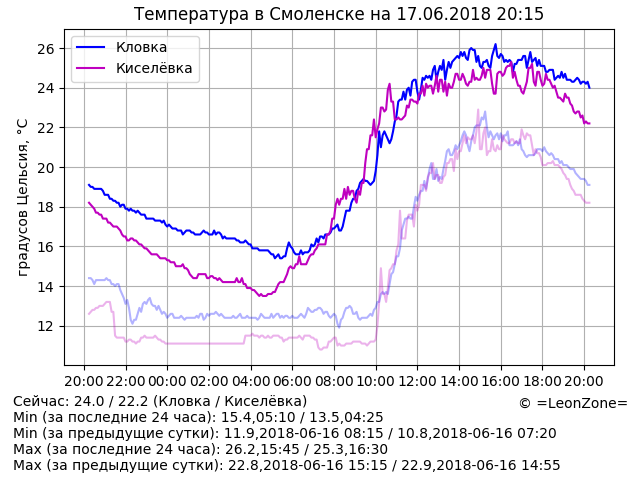 Температура в Смоленске на 17.06.2018 20:15
Кловка
Киселёвка
градусов Цельсия, °C
26
24
22
20
18
16
14
12
20:00 22:00 00:00 02:00 04:00 06:00 08:00 10:00 12:00 14:00 16:00 18:00 20:00
Сейчас: 24.0 / 22.2 (Кловка / Киселёвка)
© =LeonZone=
Min (за последние 24 часа): 15.4,05:10 / 13.5,04:25
Min (за предыдущие сутки): 11.9,2018-06-16 08:15 / 10.8,2018-06-16 07:20
Max (за последние 24 часа): 26.2,15:45 / 25.3,16:30
Max (за предыдущие сутки): 22.8,2018-06-16 15:15 / 22.9,2018-06-16 14:55